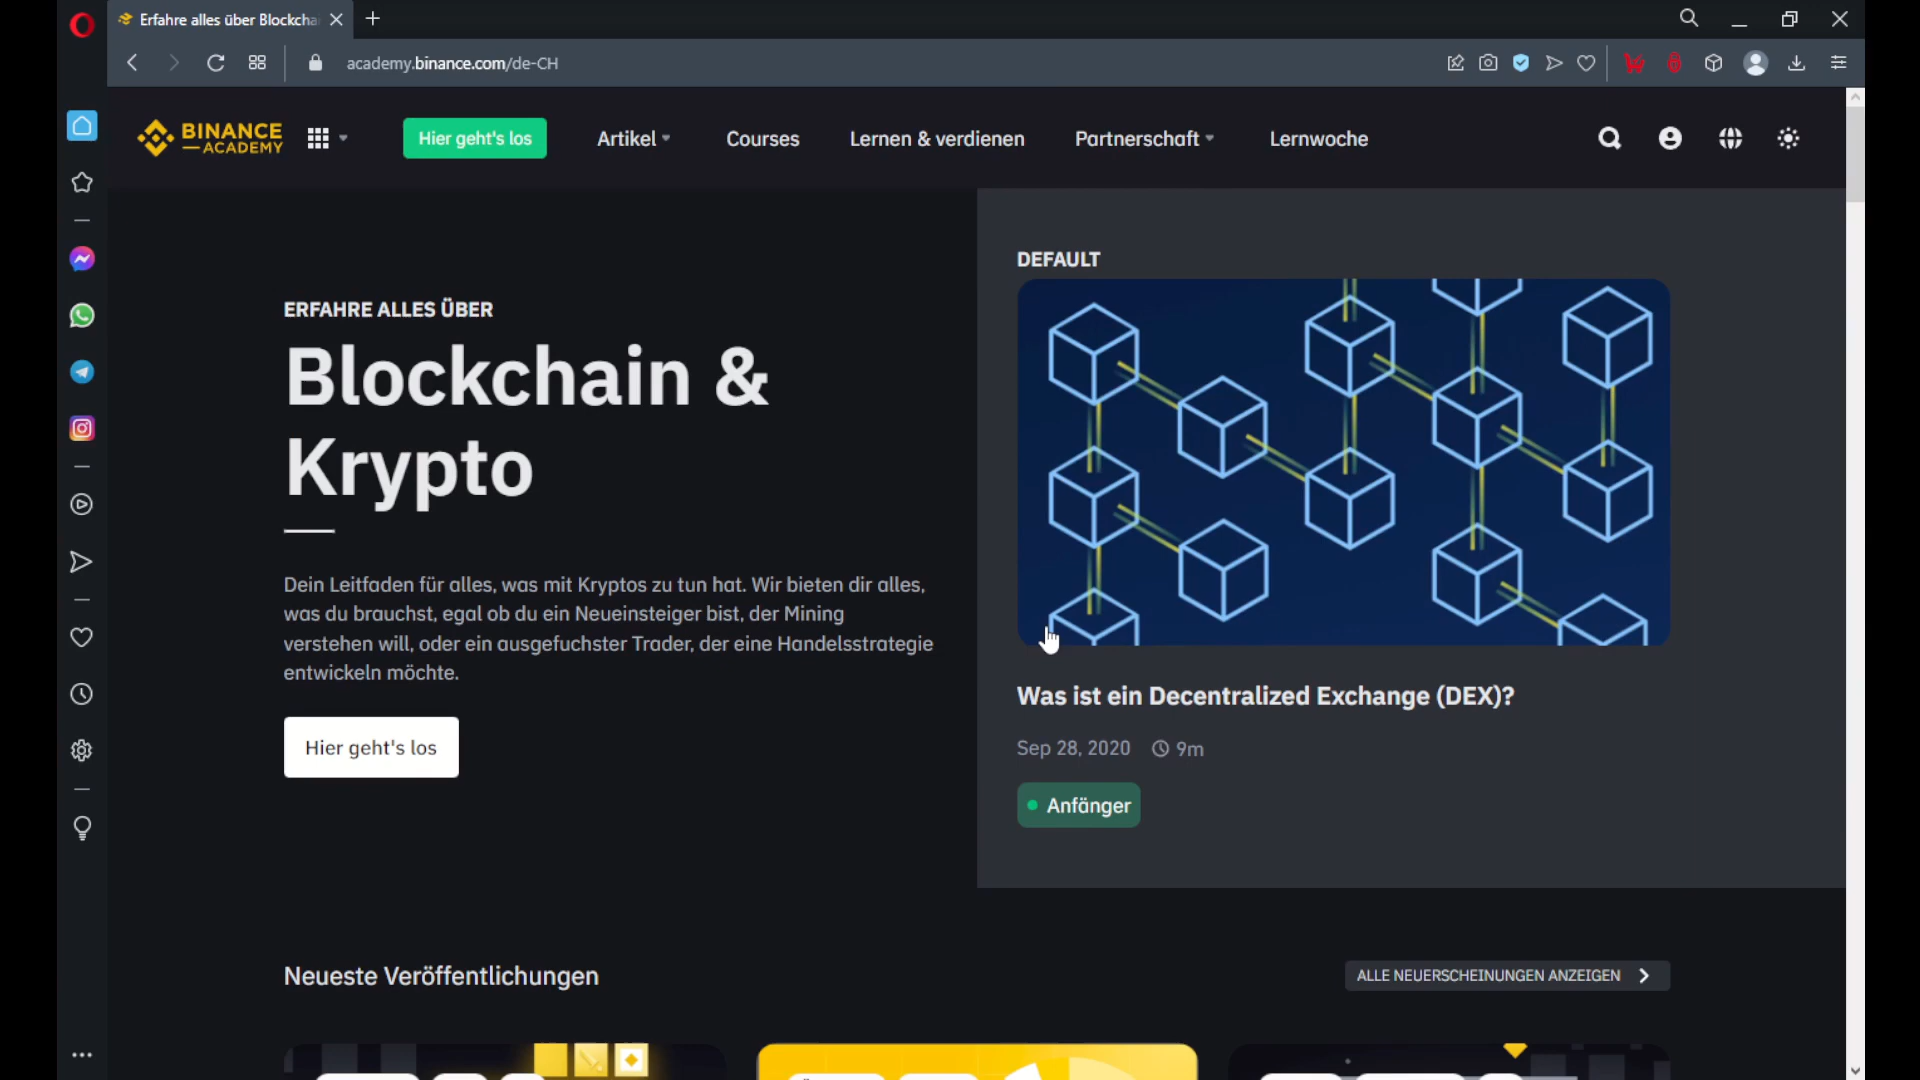 Erfahre alles über Blockcha
academy.binance.com/de-CH
BINANCE
ACADEMY
Hier geht's los
Artikel
Courses
Lernen & verdienen
Partnerschaft
Lernwoche
ERFAHRE ALLES ÜBER
Blockchain &
Krypto
Dein Leitfaden für alles, was mit Kryptos zu tun hat. Wir bieten dir alles,
was du brauchst, egal ob du ein Neueinsteiger bist, der Mining
verstehen will, oder ein ausgefuchster Trader, der eine Handelsstrategie
entwickeln möchte.
Hier geht's los
DEFAULT
Was ist ein Decentralized Exchange (DEX)?
Sep 28, 2020 9m
Anfänger
Neueste Veröffentlichungen
ALLE NEUERSCHEINUNGEN ANZEIGEN